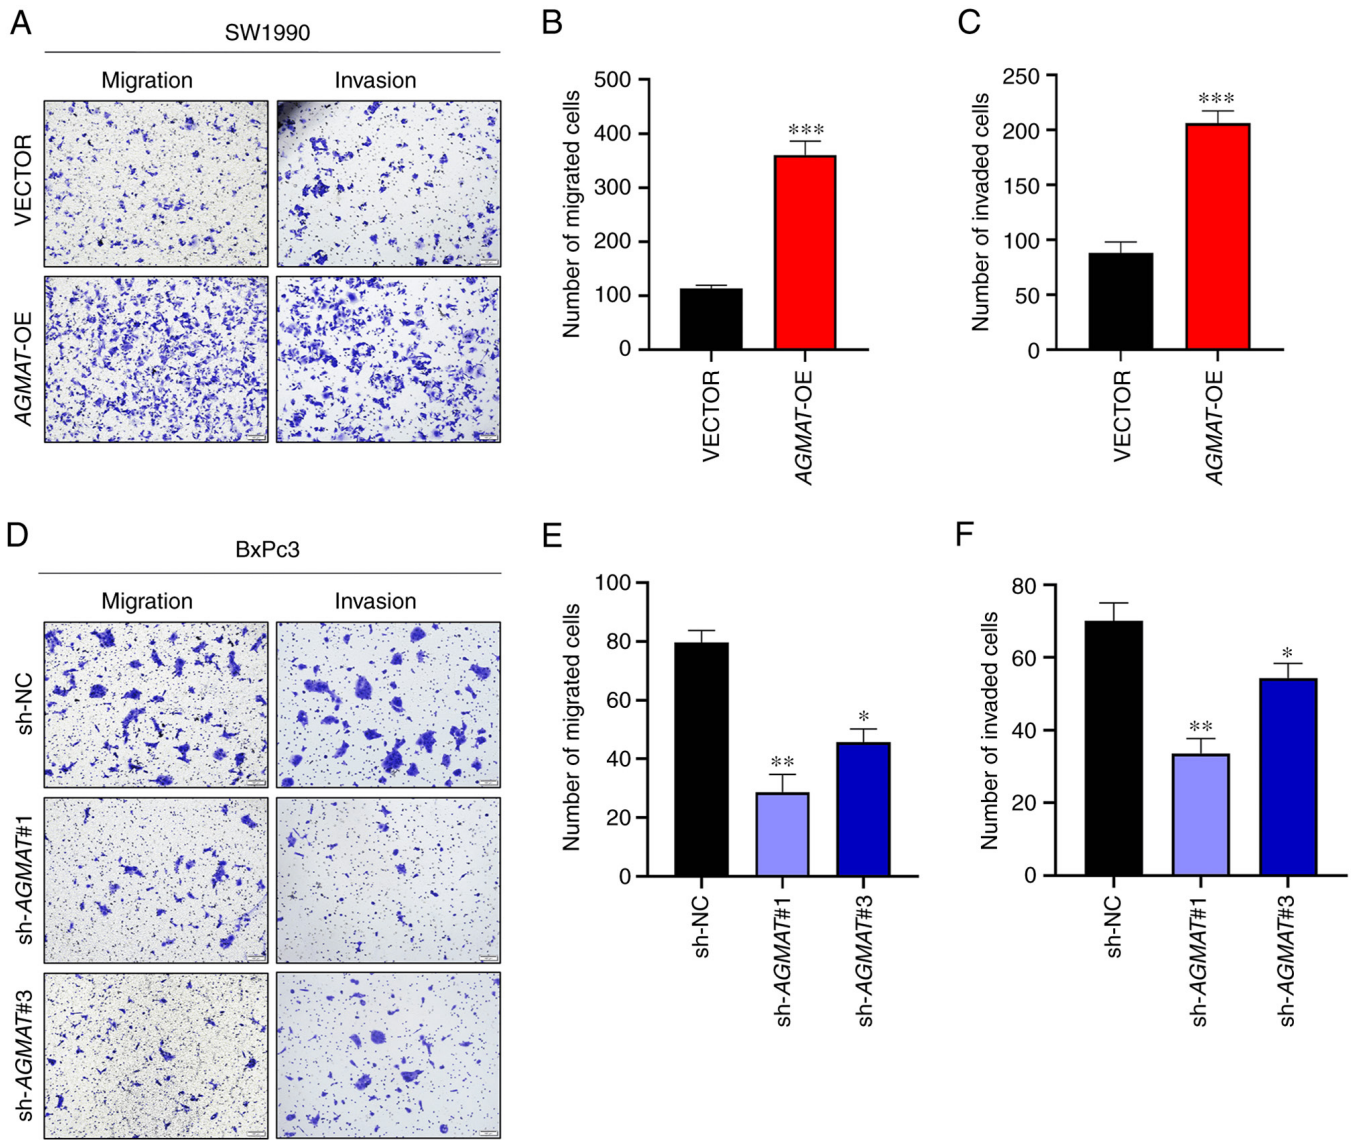 A
SW1990
Migration
Invasion
VECTOR
AGMAT-OE
B
Number of migrated cells
500
400
300
200
100
0
***
VECTOR
AGMAT-OE
C
Number of invaded cells
250
200
150
100
50
0
***
VECTOR
AGMAT-OE
D
BxPc3
Migration
Invasion
sh-NC
sh-AGMAT#1
sh-AGMAT#3
E
Number of migrated cells
100
80
60
40
20
0
**
*
sh-NC
sh-AGMAT#1
sh-AGMAT#3
F
Number of invaded cells
80
60
40
20
0
**
*
sh-NC
sh-AGMAT#1
sh-AGMAT#3